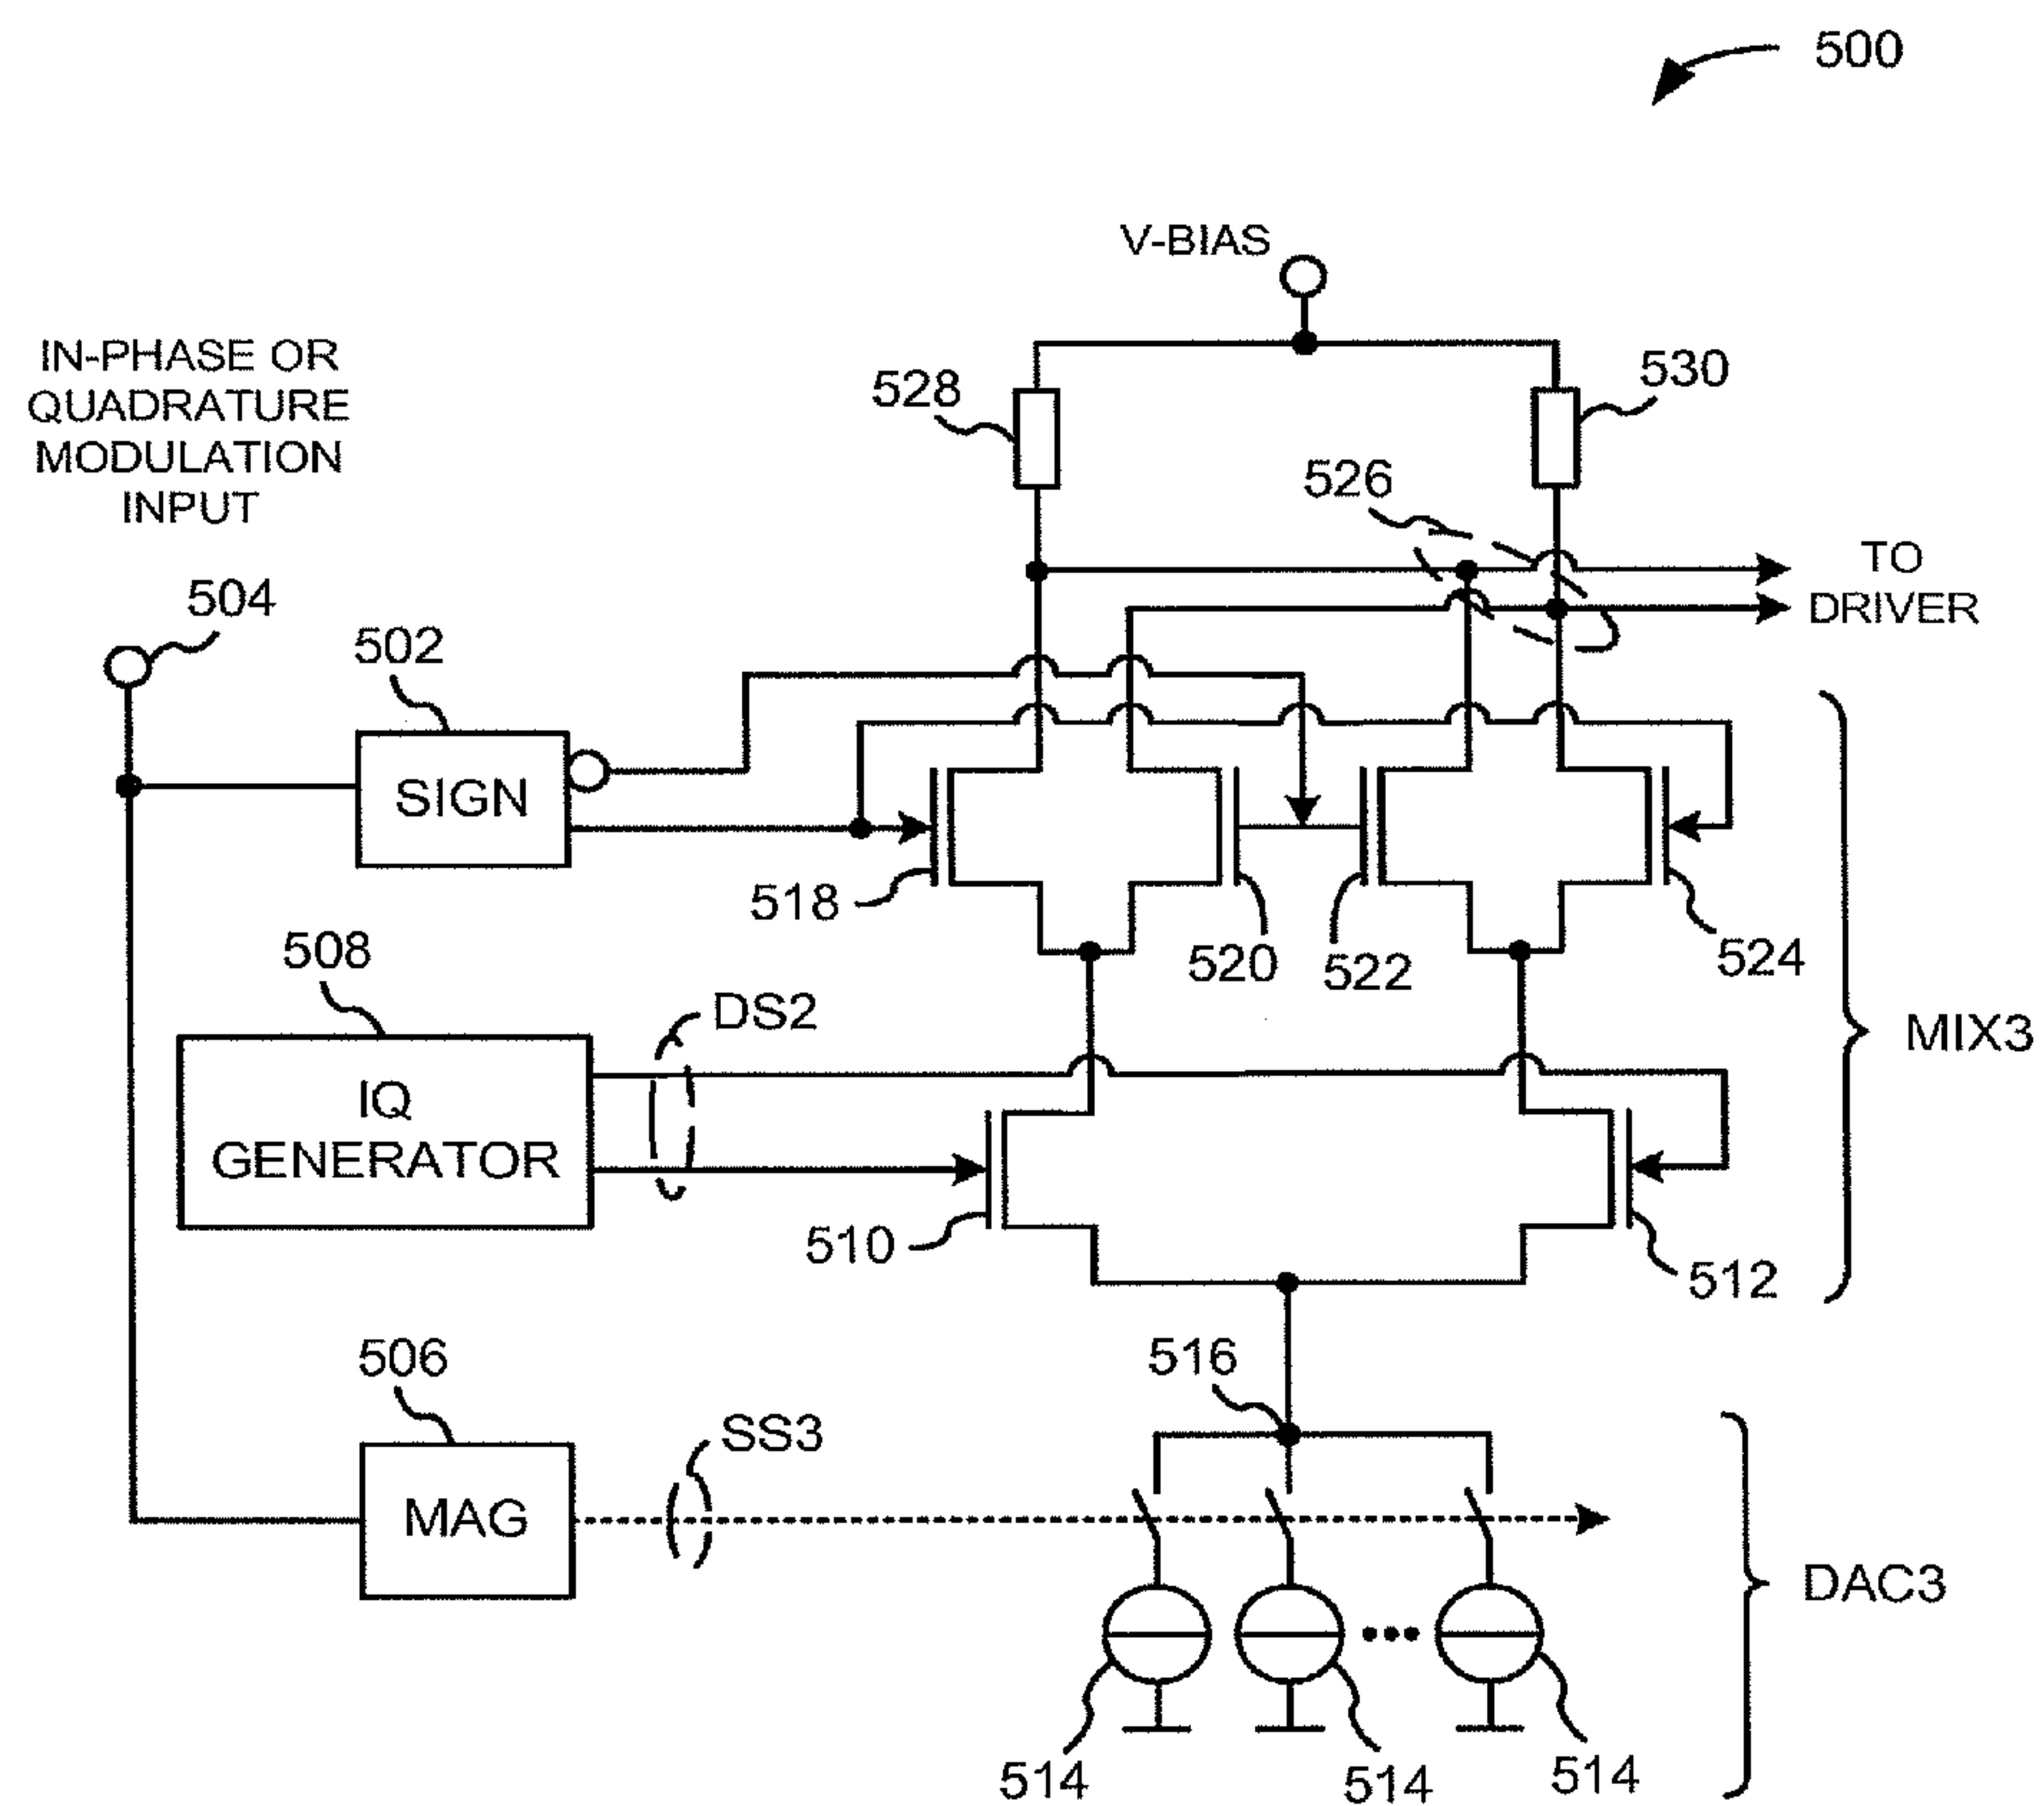 500
V-BIAS
IN-PHASE OR
QUADRATURE
MODULATION
INPUT
528
530
526
TO
DRIVER
504
502
SIGN
518
520
522
524
508
DS2
MIX3
IQ
GENERATOR
510
512
506
516
SS3
MAG
DAC3
514
514
514